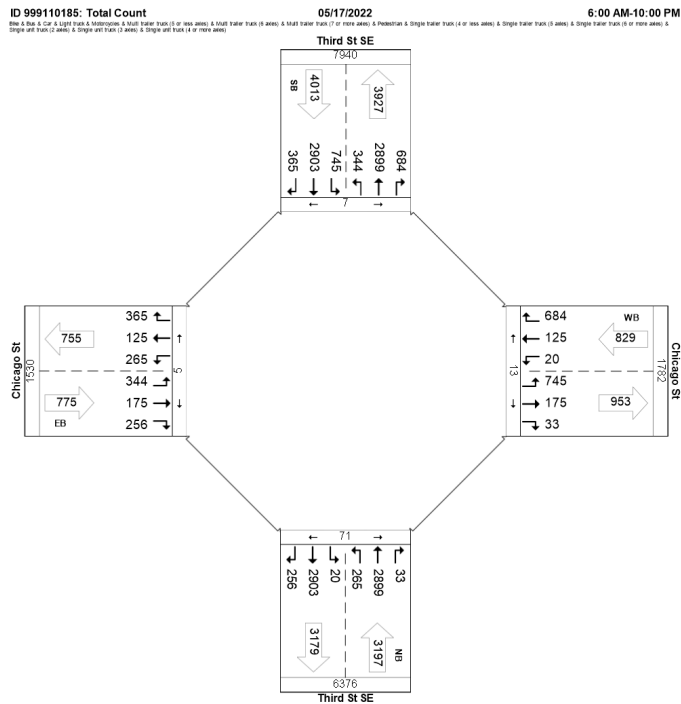 ID 999110185: Total Count 05/17/2022 6:00 AM-10:00 PM
Bike & Bus & Car & Light truck & Motorcycles & Multi trailer truck (5 or less axles) & Multi trailer truck (6 axles) & Multi trailer truck (7 or more axles) & Pedestrian & Single trailer truck (4 or less axles) & Single trailer truck (5 axles) & Single trailer truck (6 or more axles) &
Single unit truck (2 axles) & Single unit truck (3 axles) & Single unit truck (4 or more axles)
Third St SE
7940
SB 4013 3927
365 2903 745 344 2899 684
7
Chicago St
1530
755
775
EB
365
125
265
344
175
256
5
13
684
125
20
745
175
33
WB
829
953
1782
Chicago St
71
256 2903 20 265 2899 33
3179 3197 NB
6376
Third St SE